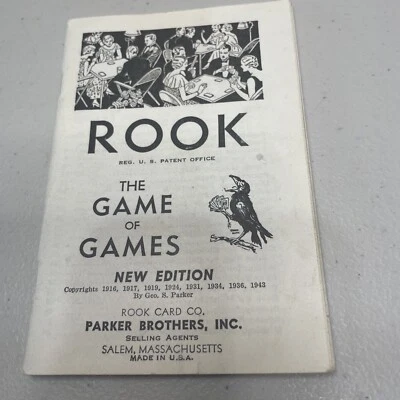 ROOK
REG. U. S. PATENT OFFICE
THE
GAME
OF
GAMES
NEW EDITION
Copyrights 1916, 1917, 1919, 1924, 1931, 1934, 1936, 1943
By Geo. S. Parker
ROOK CARD CO.
PARKER BROTHERS, INC.
SELLING AGENTS
SALEM, MASSACHUSETTS
MADE IN U.S.A.